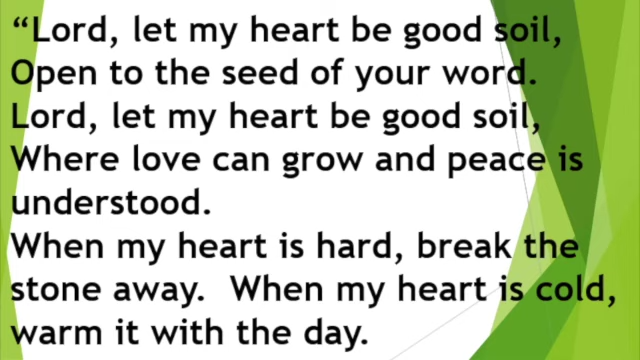 “Lord, let my heart be good soil,
Open to the seed of your word.
Lord, let my heart be good soil,
Where love can grow and peace is
understood.
When my heart is hard, break the
stone away.  When my heart is cold,
warm it with the day.